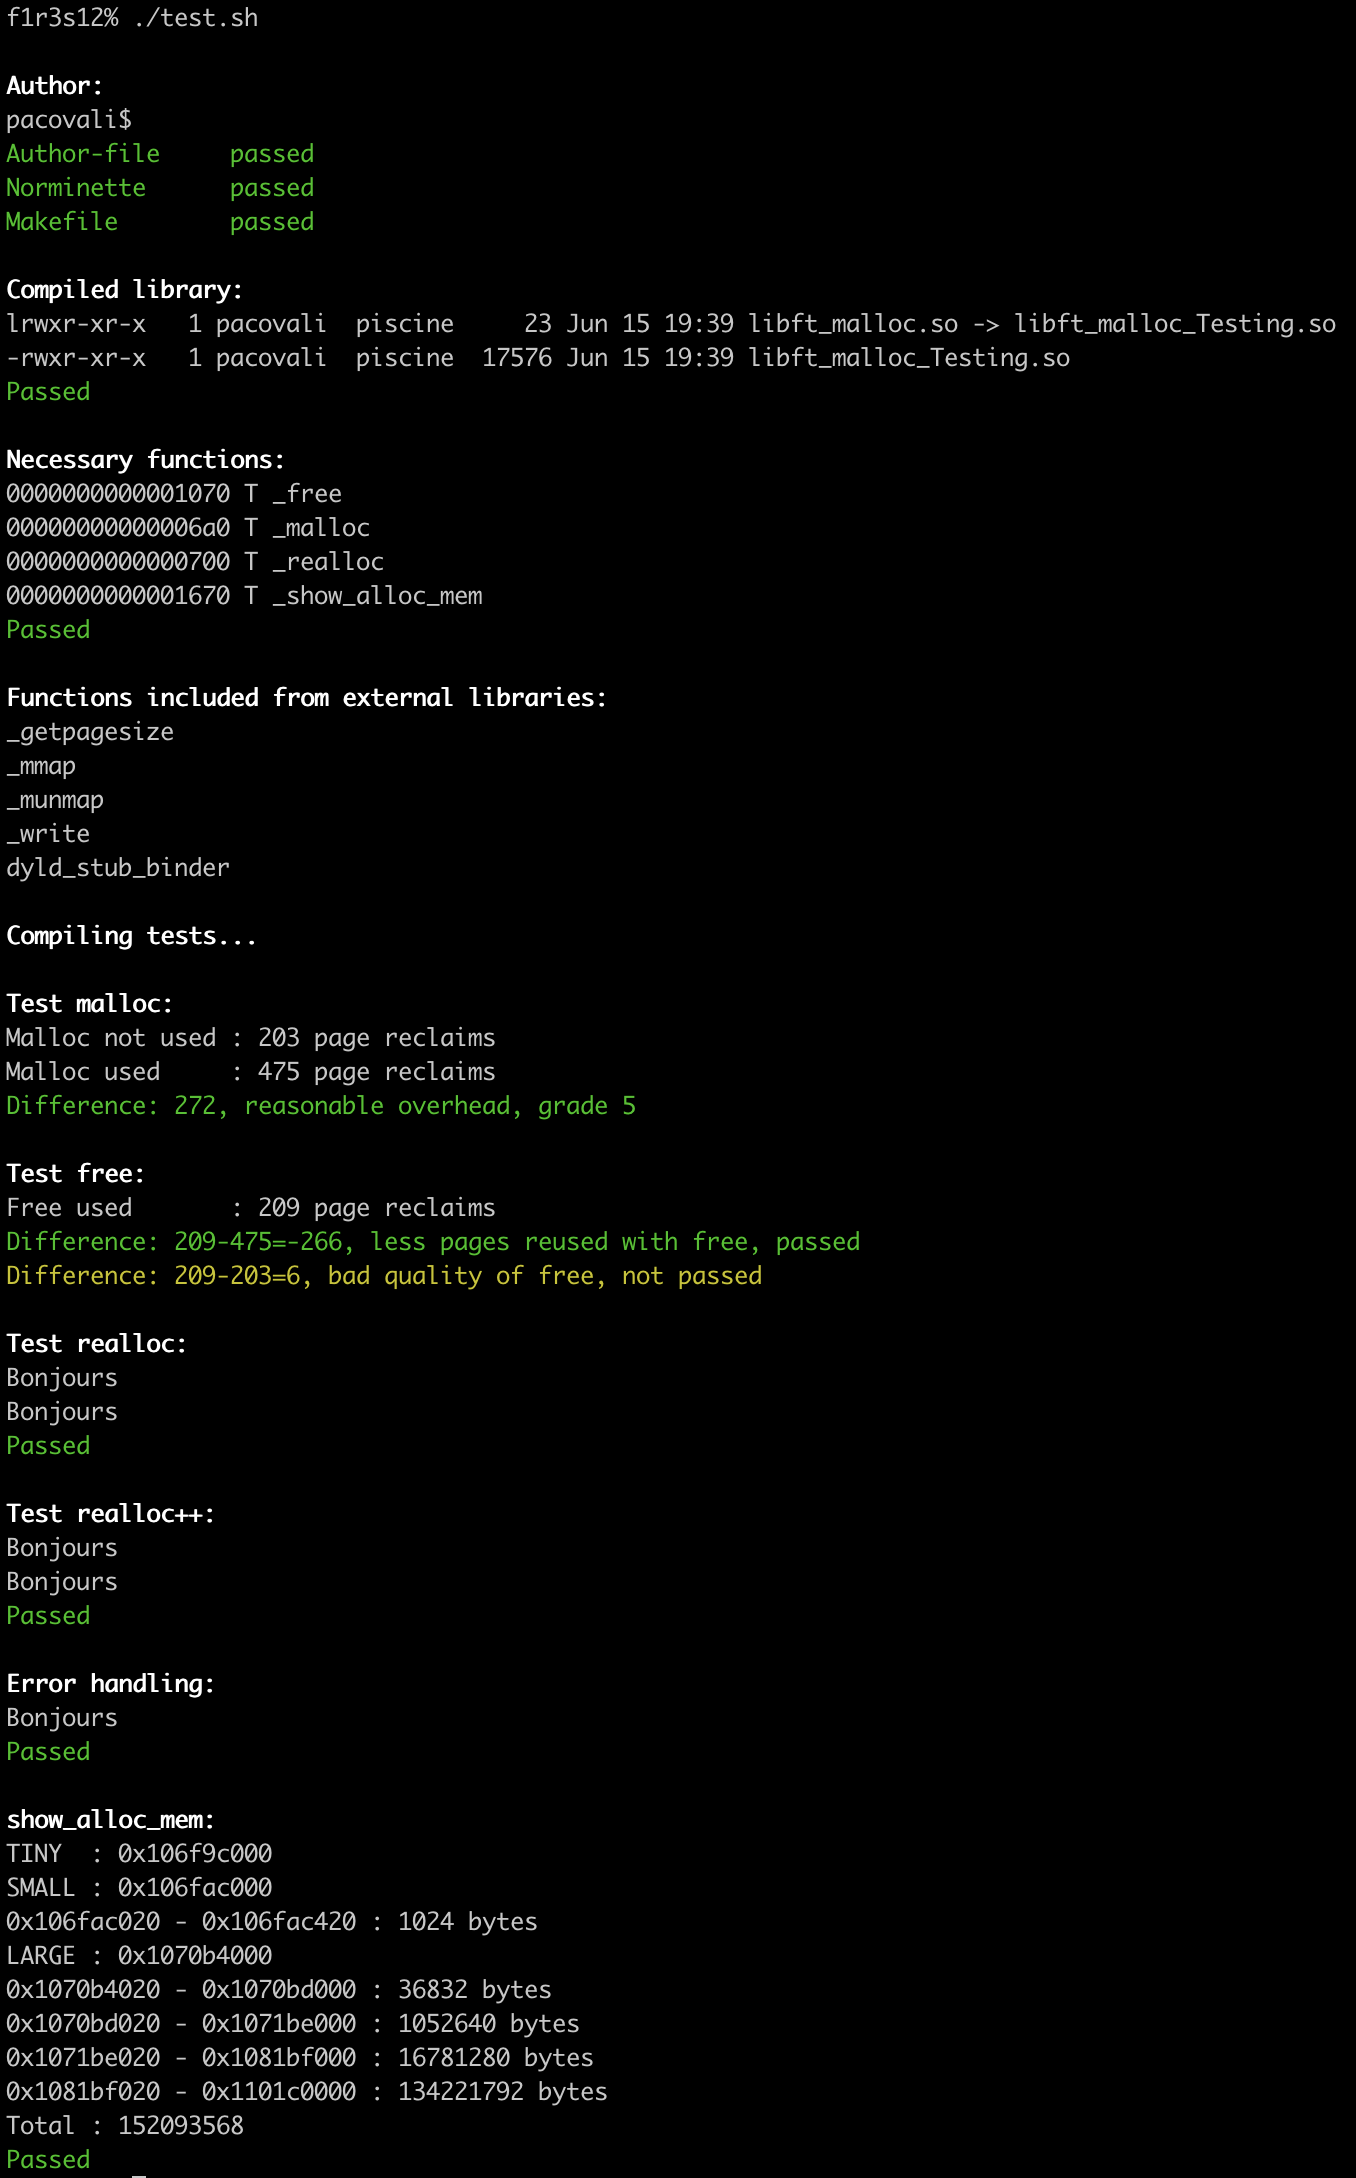 f1r3s12% ./test.sh
Author:
pacovali$
Author-file     passed
Norminette      passed
Makefile        passed
Compiled library:
lrwxr-xr-x   1 pacovali  piscine     23 Jun 15 19:39 libft_malloc.so -> libft_malloc_Testing.so
-rwxr-xr-x   1 pacovali  piscine  17576 Jun 15 19:39 libft_malloc_Testing.so
Passed
Necessary functions:
0000000000001070 T _free
00000000000006a0 T _malloc
0000000000000700 T _realloc
0000000000001670 T _show_alloc_mem
Passed
Functions included from external libraries:
_getpagesize
_mmap
_munmap
_write
dyld_stub_binder
Compiling tests...
Test malloc:
Malloc not used : 203 page reclaims
Malloc used     : 475 page reclaims
Difference: 272, reasonable overhead, grade 5
Test free:
Free used       : 209 page reclaims
Difference: 209-475=-266, less pages reused with free, passed
Difference: 209-203=6, bad quality of free, not passed
Test realloc:
Bonjours
Bonjours
Passed
Test realloc++:
Bonjours
Bonjours
Passed
Error handling:
Bonjours
Passed
show_alloc_mem:
TINY  : 0x106f9c000
SMALL : 0x106fac000
0x106fac020 - 0x106fac420 : 1024 bytes
LARGE : 0x1070b4000
0x1070b4020 - 0x1070bd000 : 36832 bytes
0x1070bd020 - 0x1071be000 : 1052640 bytes
0x1071be020 - 0x1081bf000 : 16781280 bytes
0x1081bf020 - 0x1101c0000 : 134221792 bytes
Total : 152093568
Passed